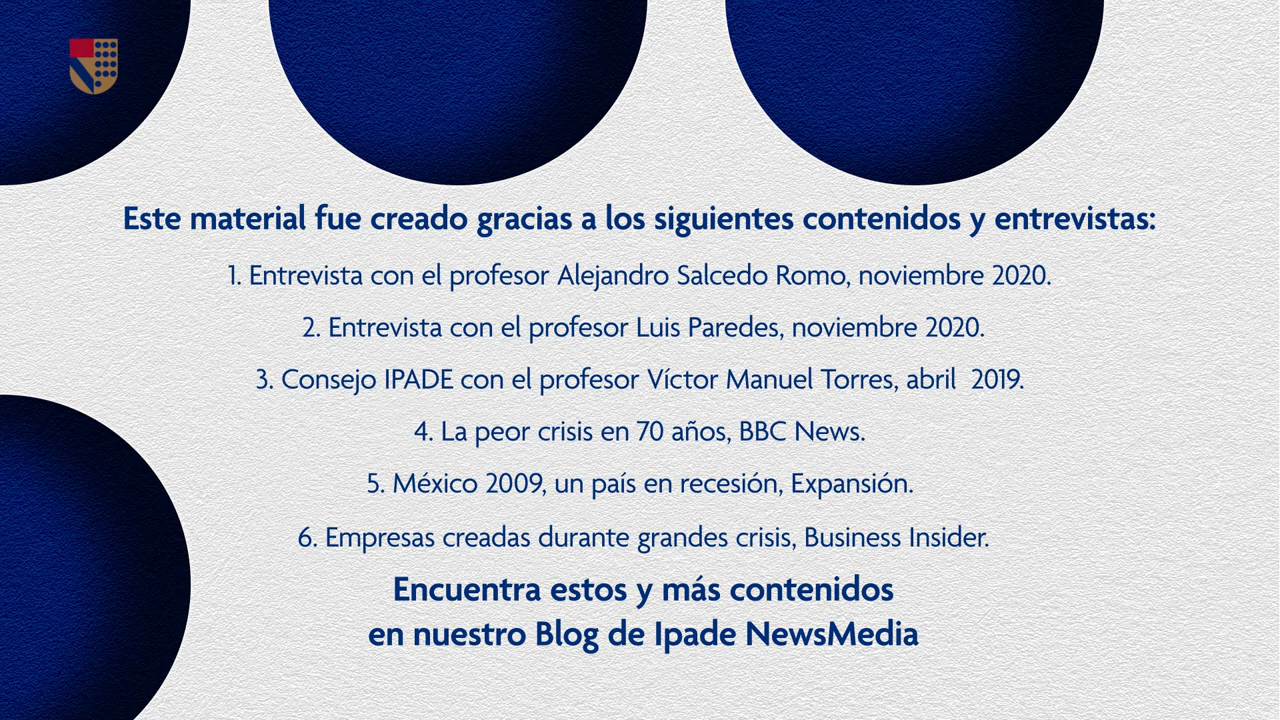 Este material fue creado gracias a los siguientes contenidos y entrevistas:
1. Entrevista con el profesor Alejandro Salcedo Romo, noviembre 2020.
2. Entrevista con el profesor Luis Paredes, noviembre 2020.
3. Consejo IPADE con el profesor Víctor Manuel Torres, abril  2019.
4. La peor crisis en 70 años, BBC News.
5. México 2009, un país en recesión, Expansión.
6. Empresas creadas durante grandes crisis, Business Insider.
Encuentra estos y más contenidos
en nuestro Blog de Ipade NewsMedia